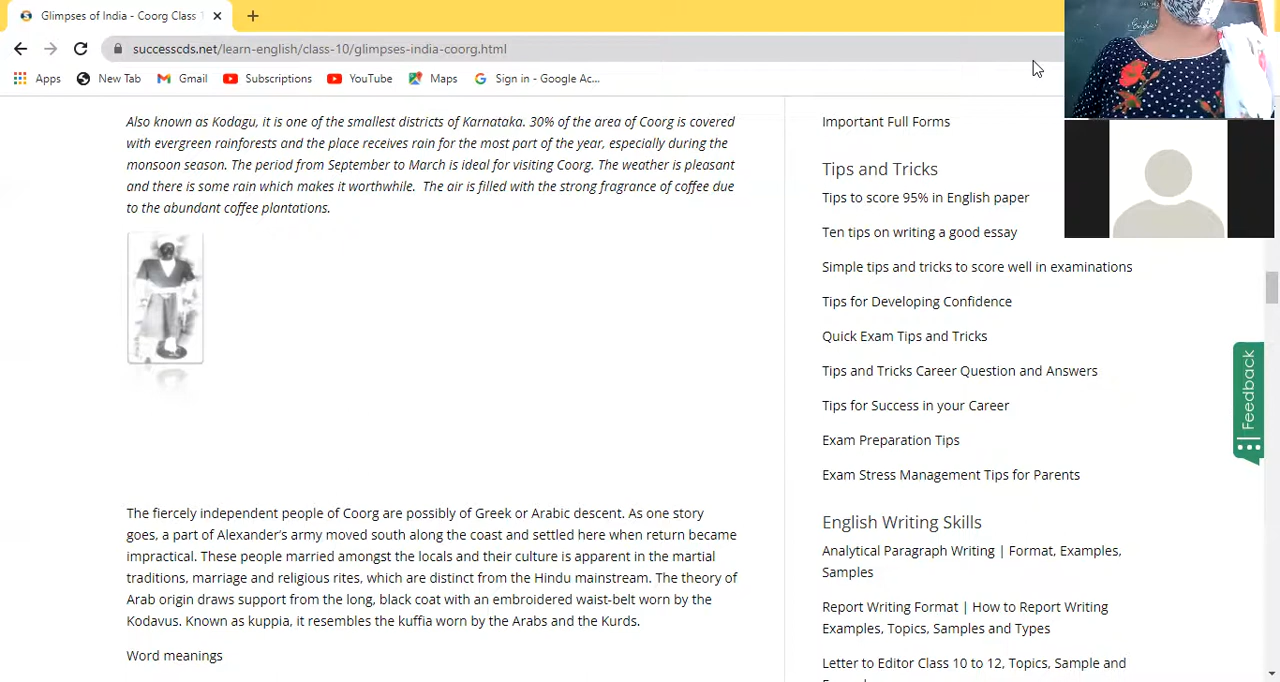 Glimpses of India - Coorg Class
successcds.net/learn-english/class-10/glimpses-india-coorg.html
Apps New Tab Gmail Subscriptions YouTube Maps Sign in - Google Ac...
Also known as Kodagu, it is one of the smallest districts of Karnataka. 30% of the area of Coorg is covered
with evergreen rainforests and the place receives rain for the most part of the year, especially during the
monsoon season. The period from September to March is ideal for visiting Coorg. The weather is pleasant
and there is some rain which makes it worthwhile. The air is filled with the strong fragrance of coffee due
to the abundant coffee plantations.
The fiercely independent people of Coorg are possibly of Greek or Arabic descent. As one story
goes, a part of Alexander's army moved south along the coast and settled here when return became
impractical. These people married amongst the locals and their culture is apparent in the martial
traditions, marriage and religious rites, which are distinct from the Hindu mainstream. The theory of
Arab origin draws support from the long, black coat with an embroidered waist-belt worn by the
Kodavus. Known as kuppia, it resembles the kuffia worn by the Arabs and the Kurds.
Word meanings
Important Full Forms
Tips and Tricks
Tips to score 95% in English paper
Ten tips on writing a good essay
Simple tips and tricks to score well in examinations
Tips for Developing Confidence
Quick Exam Tips and Tricks
Tips and Tricks Career Question and Answers
Tips for Success in your Career
Exam Preparation Tips
Exam Stress Management Tips for Parents
English Writing Skills
Analytical Paragraph Writing | Format, Examples,
Samples
Report Writing Format | How to Report Writing
Examples, Topics, Samples and Types
Letter to Editor Class 10 to 12, Topics, Sample and
Feedback